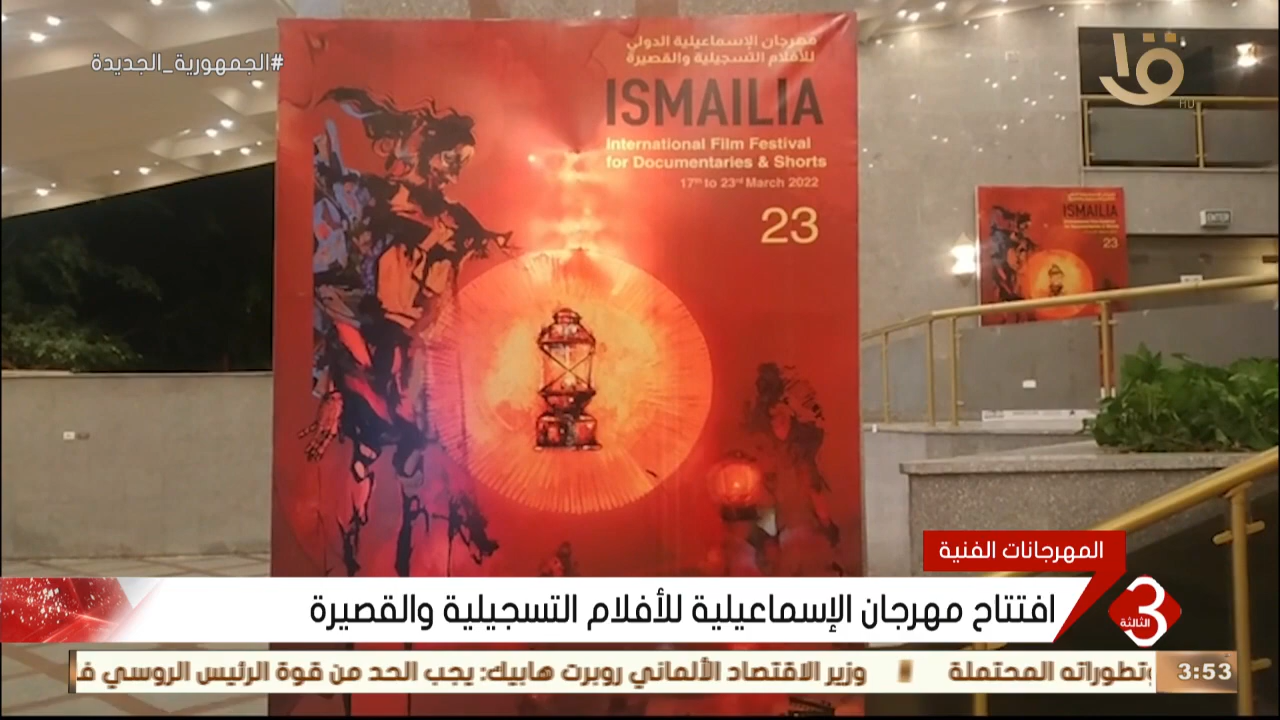 #الجمهورية_الجديدة
مهرجان الإسماعيلية الدولي
للأفلام التسجيلية والقصيرة
ISMAILIA
International Film Festival
for Documentaries & Shorts
17th to 23rd March 2022
23
HD
ISMAILIA
23
المهرجانات الفنية
افتتاح مهرجان الإسماعيلية للأفلام التسجيلية والقصيرة
3
الثالثة
وتطوراته المحتملة
وزير الاقتصاد الألماني روبرت هابيك: يجب الحد من قوة الرئيس الروسي
3:53